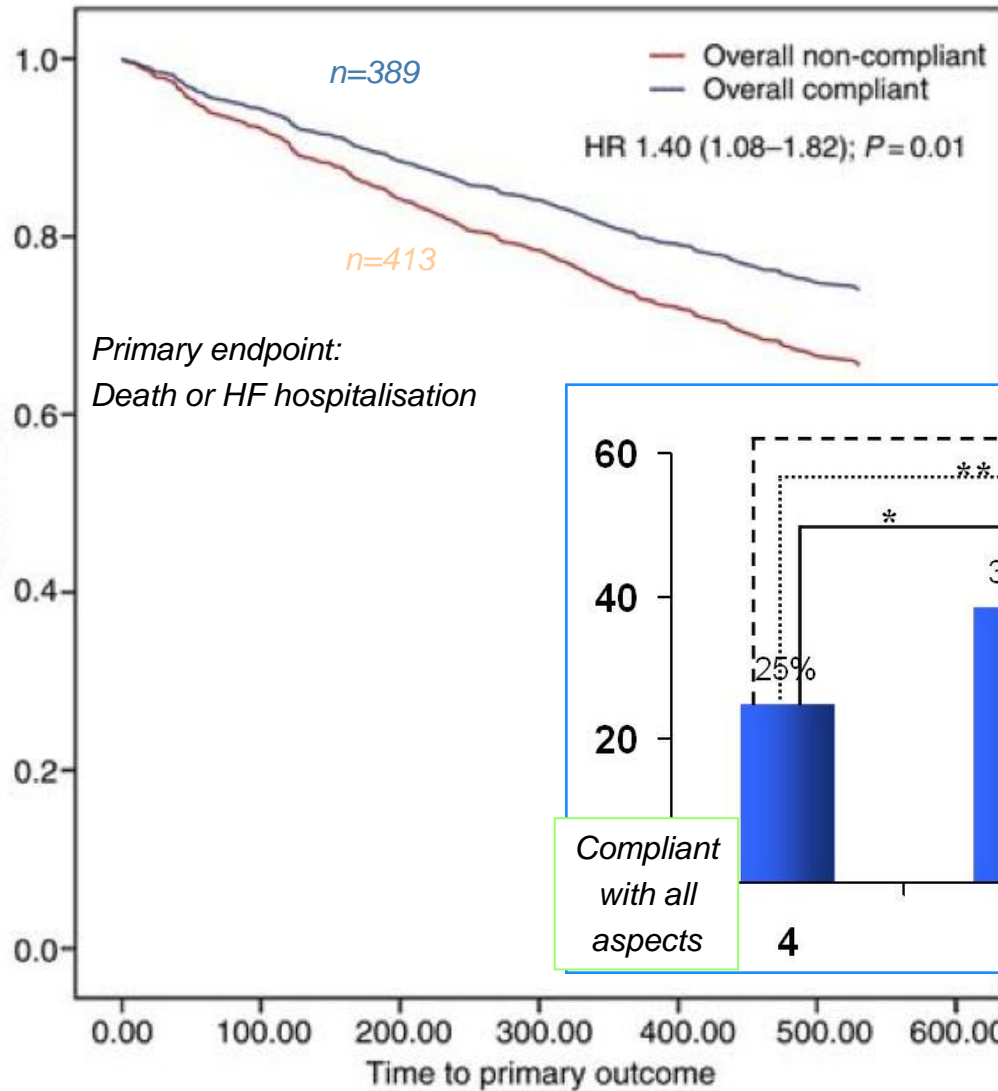 1.0
0.8
0.6
0.4
0.2
0.0
n=389
Overall non-compliant
Overall compliant
HR 1.40 (1.08–1.82); P=0.01
n=413
Primary endpoint:
Death or HF hospitalisation
60
40
20
**
*
25%
3
Compliant
with all
aspects
4
0.00 100.00 200.00 300.00 400.00 500.00 600.00
Time to primary outcome